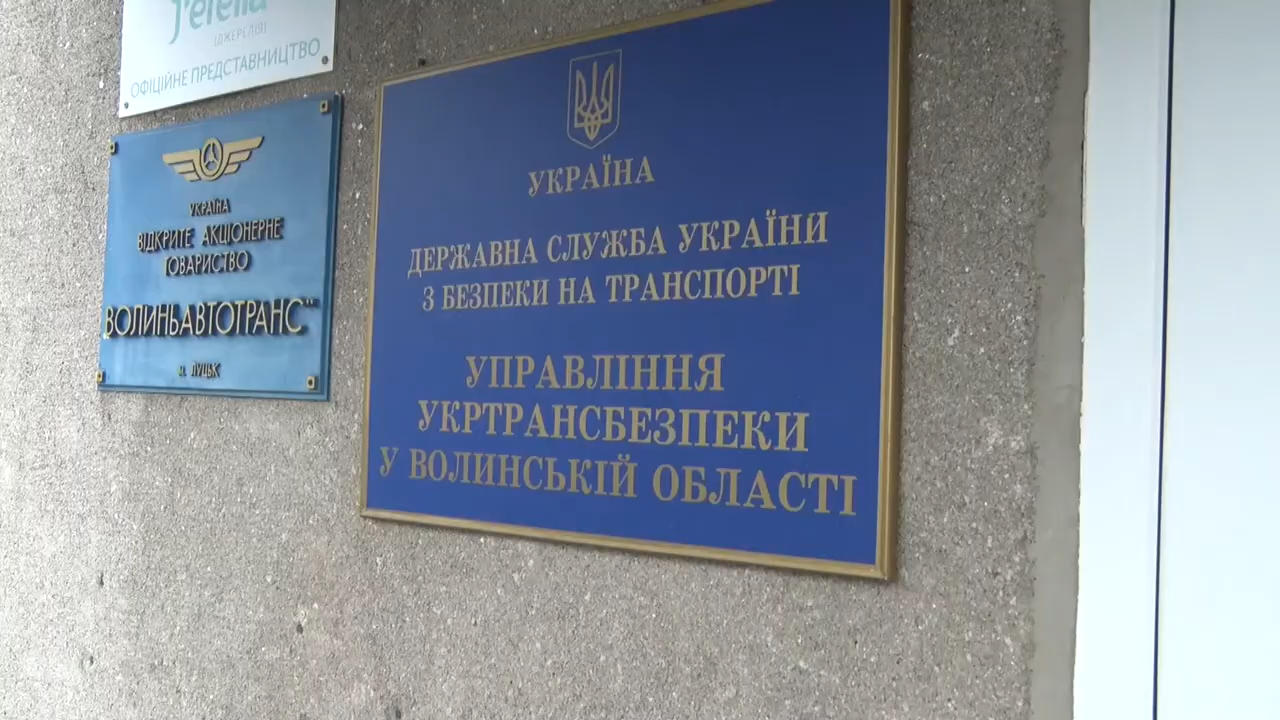 (ДЖЕРЕЛІЯ)
ОФІЦІЙНЕ ПРЕДСТАВНИЦТВО
УКРАЇНА
ВІДКРИТЕ АКЦІОНЕРНЕ
ТОВАРИСТВО
ВОЛИНЬАВТОТРАНС"
м. ЛУЦЬК
УКРАЇНА
ДЕРЖАВНА СЛУЖБА УКРАЇНИ
З БЕЗПЕКИ НА ТРАНСПОРТІ
УПРАВЛІННЯ
УКРТРАНСБЕЗПЕКИ
У ВОЛИНСЬКІЙ ОБЛАСТІ